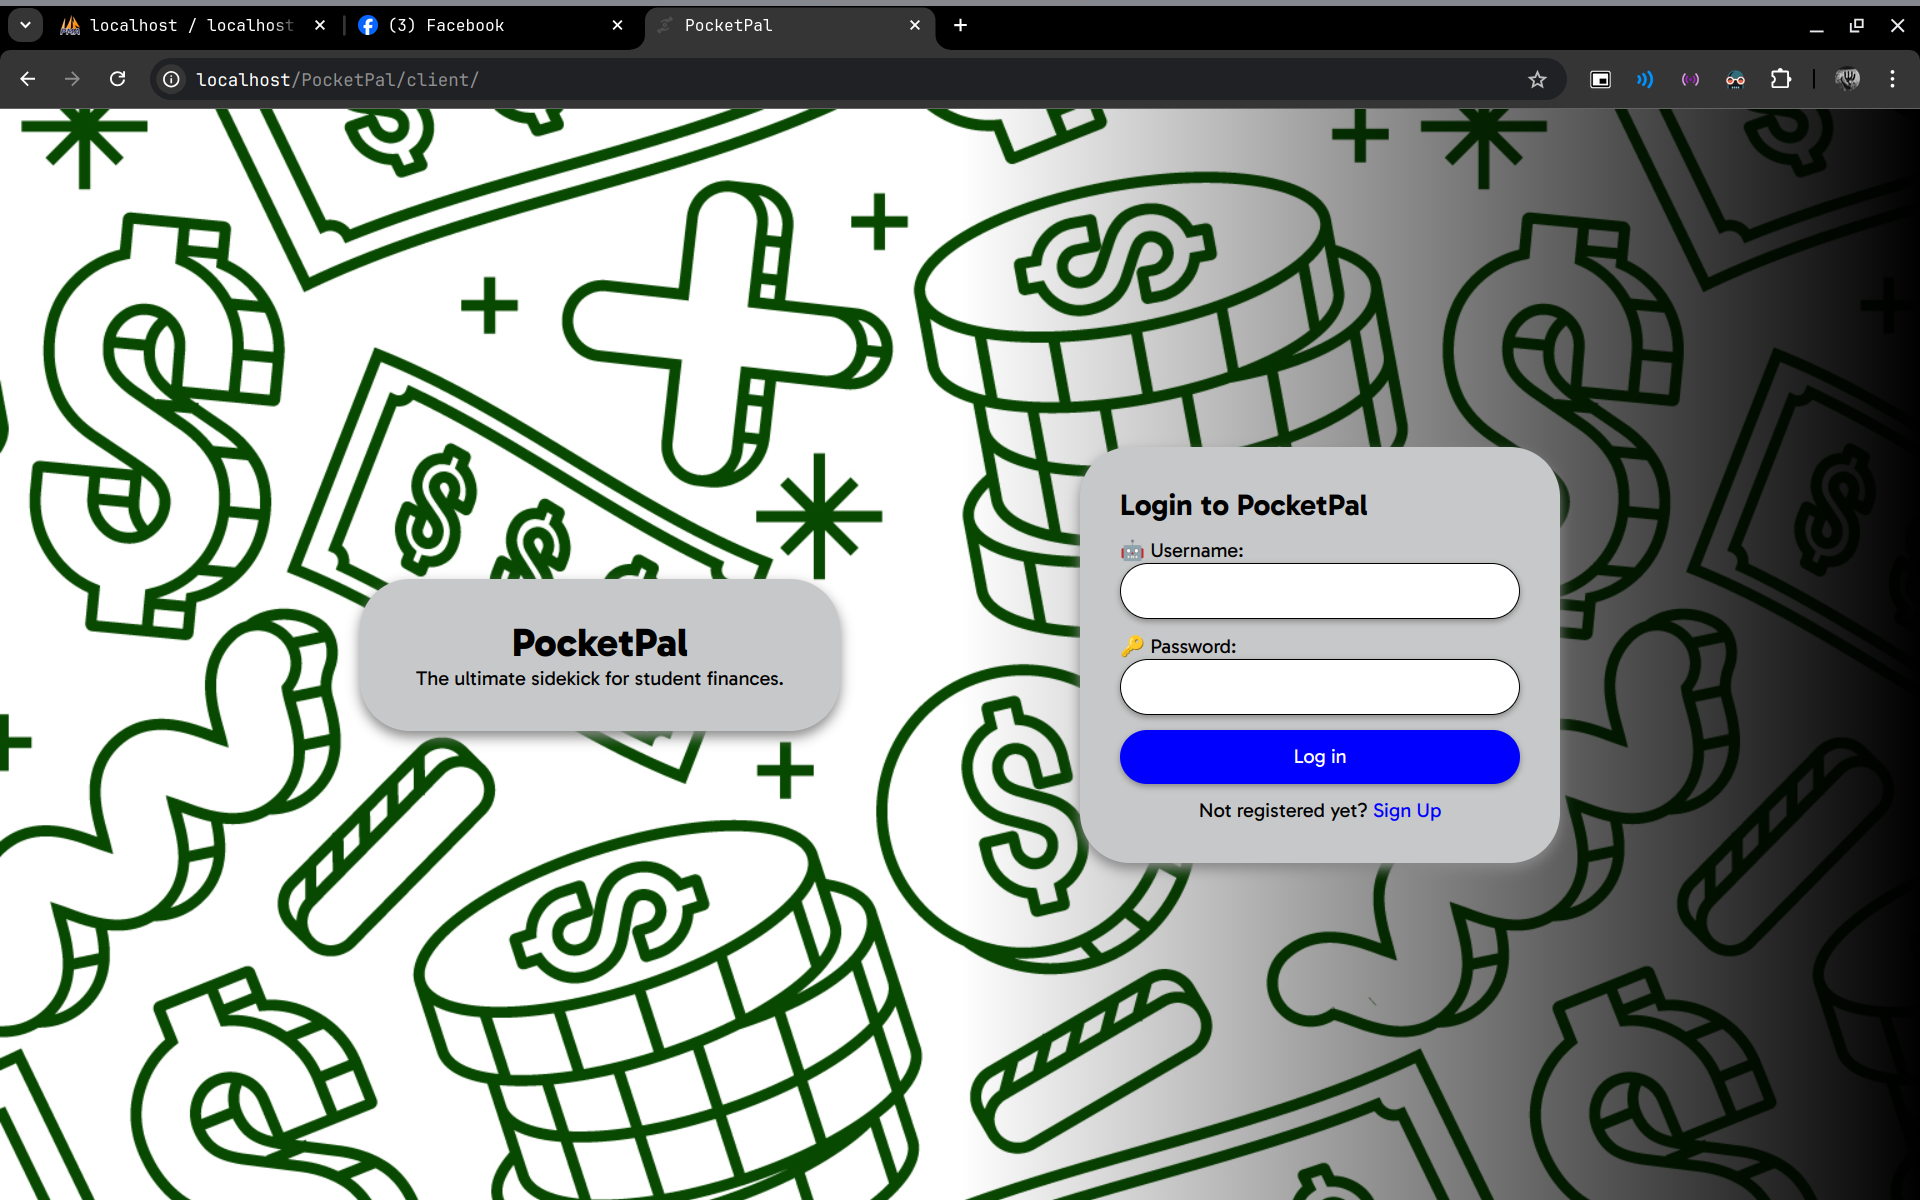 localhost / localhost
(3) Facebook
PocketPal
localhost/PocketPal/client/
PocketPal
The ultimate sidekick for student finances.
Login to PocketPal
🤖 Username:
🔑 Password:
Log in
Not registered yet? Sign Up